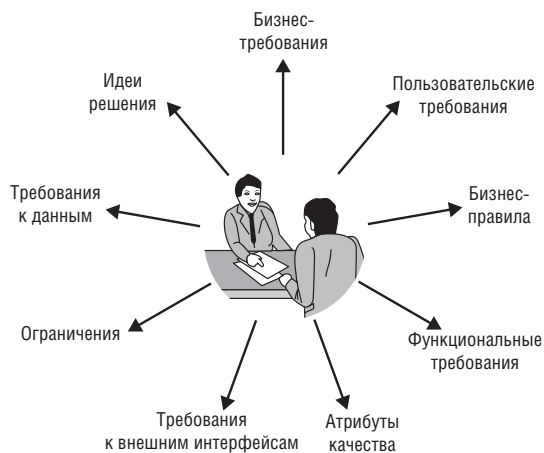 Бизнес-
требования
Идеи
решения
Пользовательские
требования
Требования
к данным
Бизнес-
правила
Ограничения
Функциональные
требования
Требования
к внешним интерфейсам
Атрибуты
качества